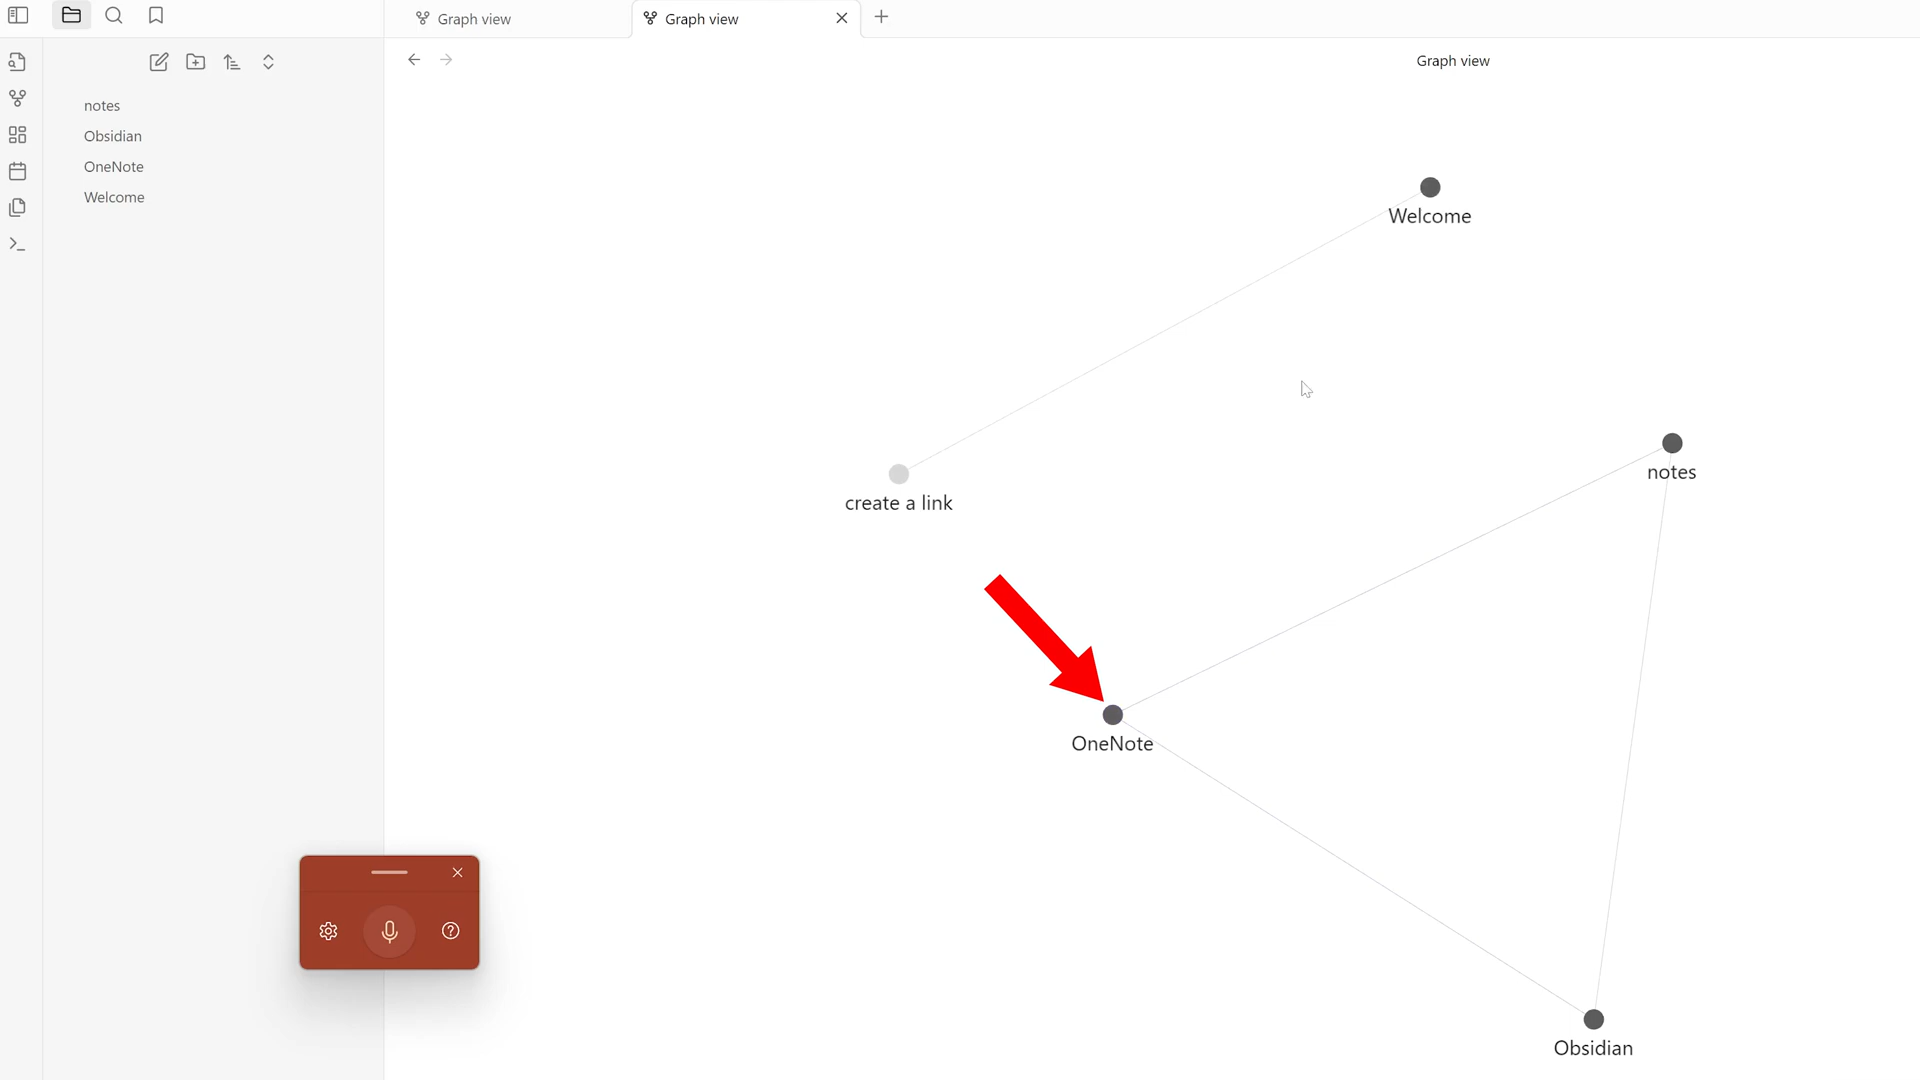 Graph view
Graph view
Graph view
notes
Obsidian
OneNote
Welcome
Welcome
notes
create a link
OneNote
Obsidian